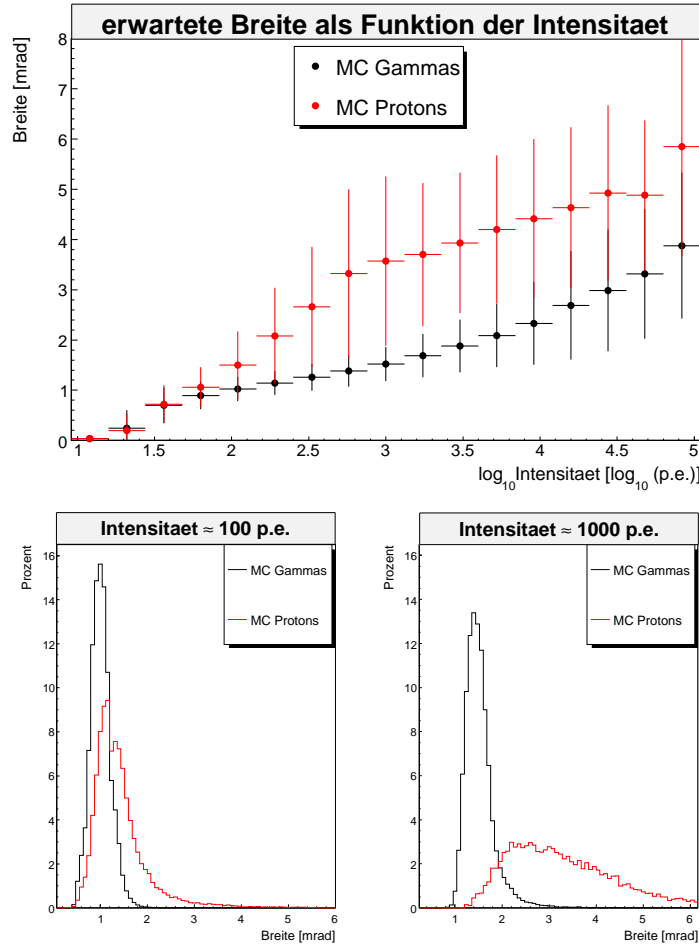 erwartete Breite als Funktion der Intensitaet
Breite [mrad]
8
7
6
5
4
3
2
1
0
MC Gammas
MC Protons
1 1.5 2 2.5 3 3.5 4 4.5 5
log10Intensitaet [log10 (p.e.)]
Intensitaet ≈ 100 p.e.
Prozent
16
14
12
10
8
6
4
2
0
MC Gammas
MC Protons
1 2 3 4 5 6
Breite [mrad]
Intensitaet ≈ 1000 p.e.
Prozent
16
14
12
10
8
6
4
2
0
MC Gammas
MC Protons
1 2 3 4 5 6
Breite [mrad]